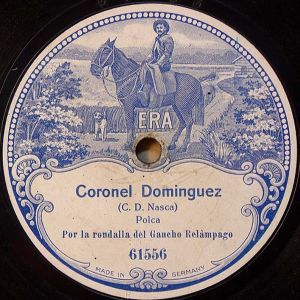 ERA
Coronel Dominguez
(C. D. Nasca)
Polca
Por la rondalla del Gaucho Relámpago
61556
MADE IN GERMANY